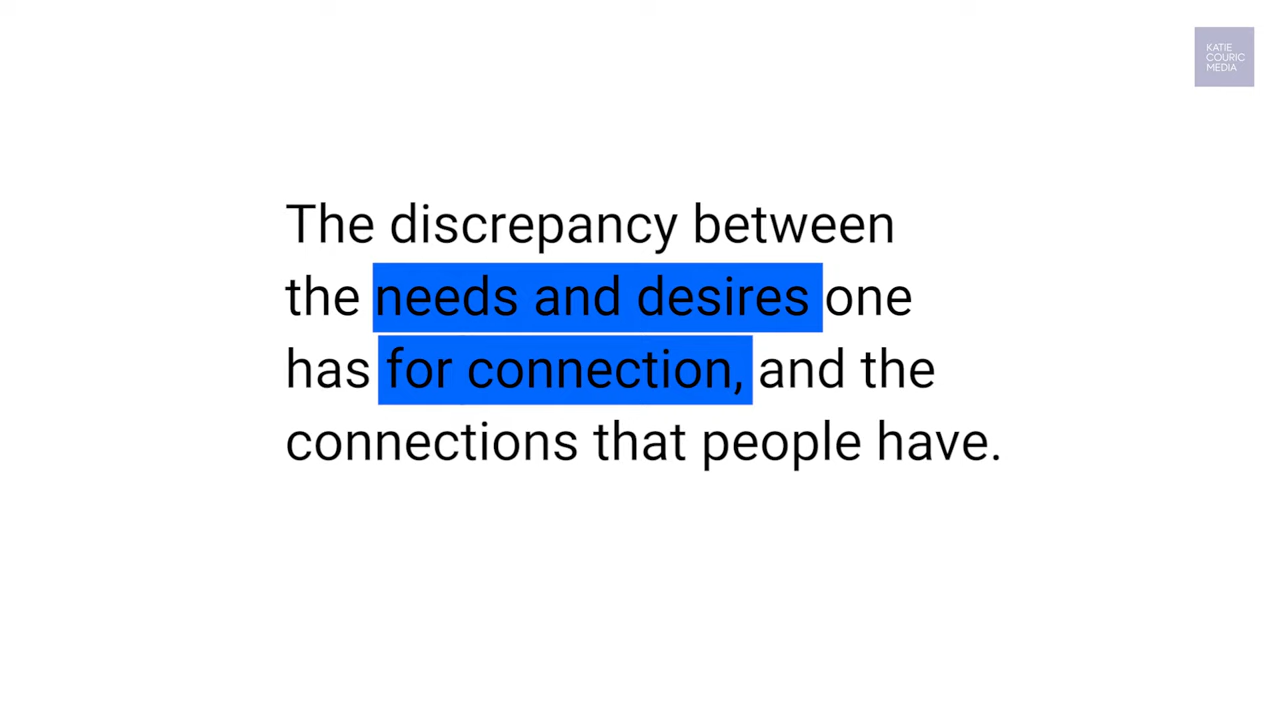 KATIE
COURIC
MEDIA
The discrepancy between
the needs and desires one
has for connection, and the
connections that people have.